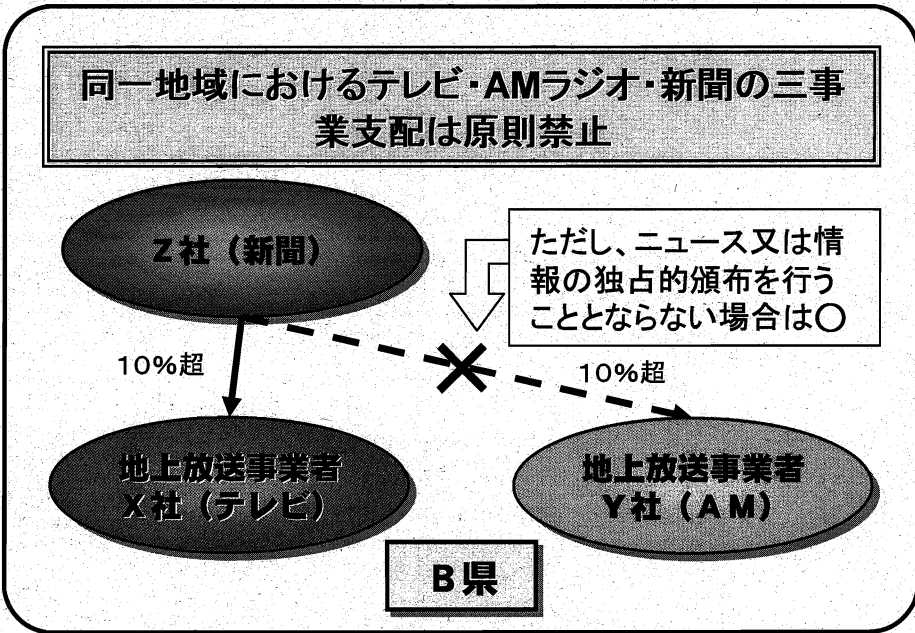 同一地域におけるテレビ・AMラジオ・新聞の三事
業支配は原則禁止
Z社（新聞）
ただし、ニュース又は情
報の独占的頒布を行う
こととならない場合は○
10%超
10%超
地上放送事業者
X社（テレビ）
地上放送事業者
Y社（AM）
B県